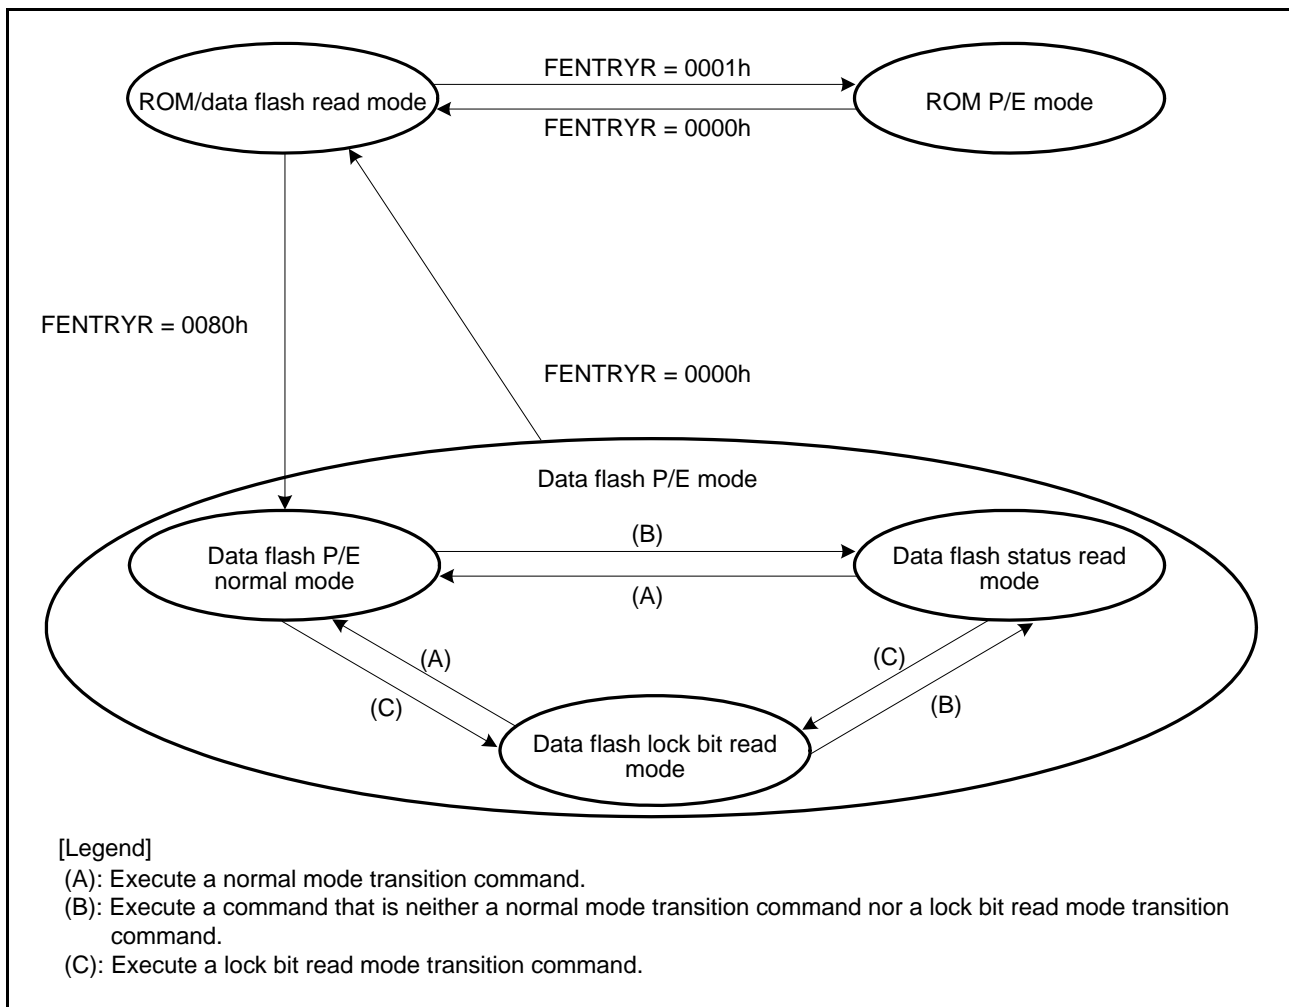 FENTRYR = 0001h
ROM/data flash read mode
ROM P/E mode
FENTRYR = 0000h
FENTRYR = 0080h
FENTRYR = 0000h
Data flash P/E mode
(B)
Data flash P/E
normal mode
Data flash status read
mode
(A)
(A)
(C)
(C)
(B)
Data flash lock bit read
mode
[Legend]
(A): Execute a normal mode transition command.
(B): Execute a command that is neither a normal mode transition command nor a lock bit read mode transition
command.
(C): Execute a lock bit read mode transition command.